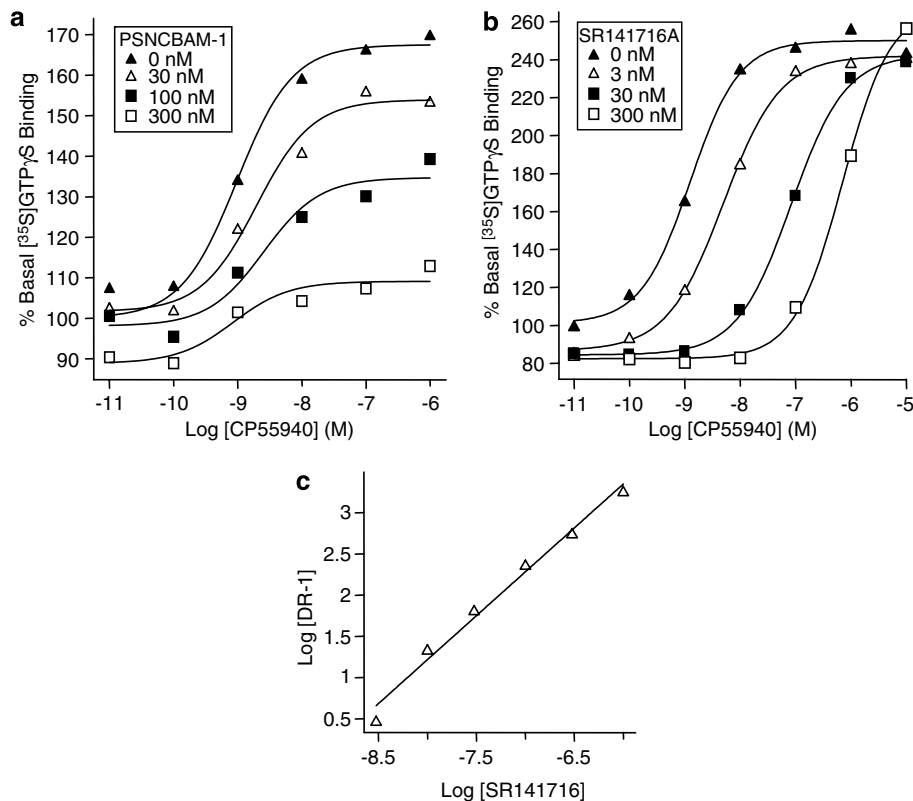 a
PSNCBAM-1
▲ 0 nM
△ 30 nM
■ 100 nM
□ 300 nM
170
160
150
140
130
120
110
100
90
% Basal [³⁵S]GTPγS Binding
-11 -10 -9 -8 -7 -6
Log [CP55940] (M)
b
SR141716A
▲ 0 nM
△ 3 nM
■ 30 nM
□ 300 nM
260
240
220
200
180
160
140
120
100
80
% Basal [³⁵S]GTPγS Binding
-11 -10 -9 -8 -7 -6 -5
Log [CP55940] (M)
c
3
2.5
2
1.5
1
0.5
Log [DR-1]
-8.5 -7.5 -6.5
Log [SR141716]